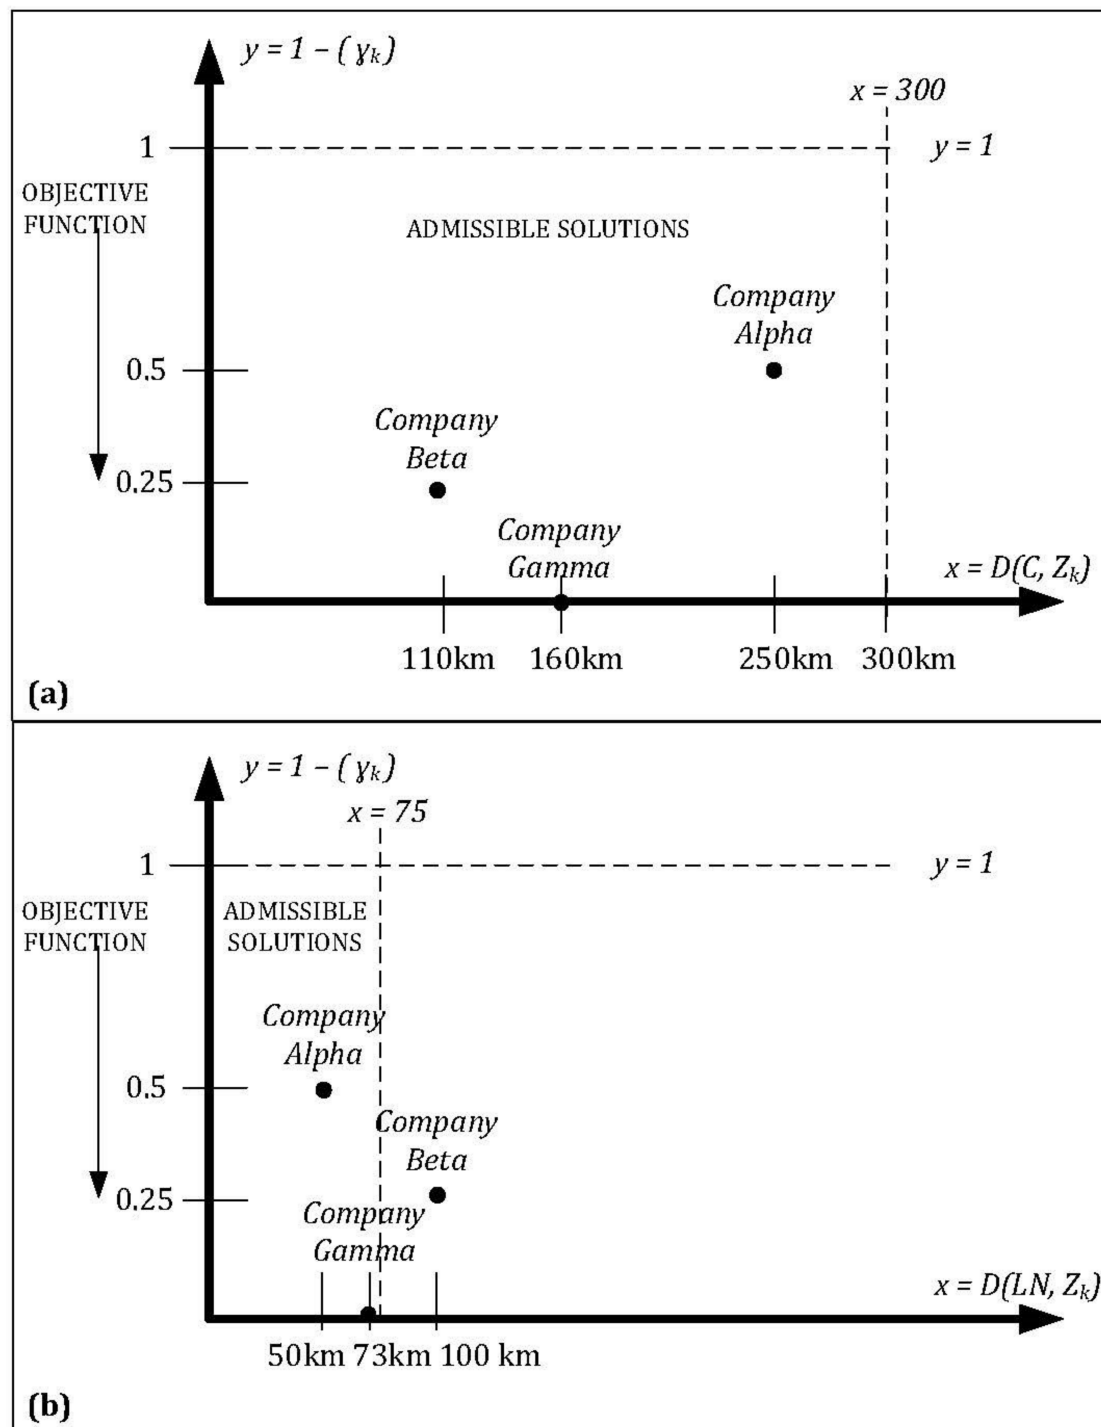 y = 1 – (ɣk)
x = 300
1
y = 1
OBJECTIVE
FUNCTION
ADMISSIBLE SOLUTIONS
Company
Alpha
0.5
Company
Beta
0.25
Company
Gamma
x = D(C, Zk)
110km 160km 250km 300km
(a)
y = 1 – (ɣk)
x = 75
1
y = 1
OBJECTIVE
FUNCTION
ADMISSIBLE
SOLUTIONS
Company
Alpha
0.5
Company
Beta
0.25
Company
Gamma
x = D(LN, Zk)
50km 73km 100 km
(b)